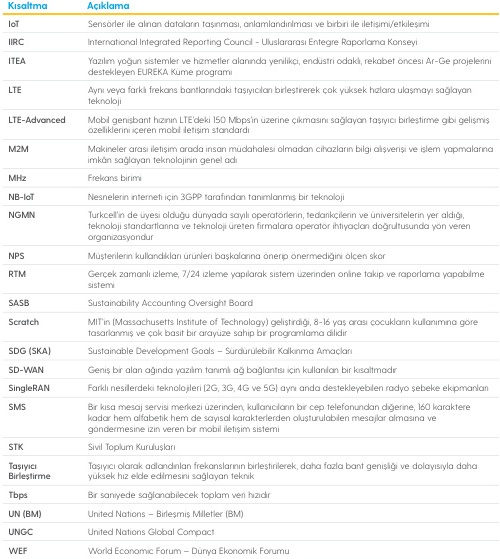 Kısaltma Açıklama
IoT Sensörler ile alınan dataların taşınması, anlamlandırılması ve birbiri ile iletişimi/etkileşimi
IIRC International Integrated Reporting Council - Uluslararası Entegre Raporlama Konseyi
ITEA Yazılım yoğun sistemler ve hizmetler alanında yenilikçi, endüstri odaklı, rekabet öncesi Ar-Ge projelerini
destekleyen EUREKA Küme programı
LTE Aynı veya farklı frekans bantlarındaki taşıyıcıları birleştirerek çok yüksek hızlara ulaşmayı sağlayan
teknoloji
LTE-Advanced Mobil genişbant hızının LTE'deki 150 Mbps'in üzerine çıkmasını sağlayan taşıyıcı birleştirme gibi gelişmiş
özelliklerini içeren mobil iletişim standardı
M2M Makineler arası iletişim arada insan müdahalesi olmadan cihazların bilgi alışverişi ve işlem yapmalarına
imkân sağlayan teknolojinin genel adı
MHz Frekans birimi
NB-IoT Nesnelerin interneti için 3GPP tarafından tanımlanmış bir teknoloji
NGMN Turkcell'in de üyesi olduğu dünyada sayılı operatörlerin, tedarikçilerin ve üniversitelerin yer aldığı,
teknoloji standartlarına ve teknoloji üreten firmalara operatör ihtiyaçları doğrultusunda yön veren
organizasyondur
NPS Müşterilerin kullandıkları ürünleri başkalarına önerip önermediğini ölçen skor
RTM Gerçek zamanlı izleme, 7/24 izleme yapılarak sistem üzerinden online takip ve raporlama yapabilme
sistemi
SASB Sustainability Accounting Oversight Board
Scratch MIT'in (Massachusetts Institute of Technology) geliştirdiği, 8-16 yaş arası çocukların kullanımına göre
tasarlanmış ve çok basit bir arayüze sahip bir programlama dilidir
SDG (SKA) Sustainable Development Goals – Sürdürülebilir Kalkınma Amaçları
SD-WAN Geniş bir alan ağında yazılım tanımlı ağ bağlantısı için kullanılan bir kısaltmadır
SingleRAN Farklı nesillerdeki teknolojileri (2G, 3G, 4G ve 5G) aynı anda destekleyebilen radyo şebeke ekipmanları
SMS Bir kısa mesaj servisi merkezi üzerinden, kullanıcıların bir cep telefonundan diğerine, 160 karaktere
kadar hem alfabetik hem de sayısal karakterlerden oluşturulabilen mesajlar almasına ve
göndermesine izin veren bir mobil iletişim sistemi
STK Sivil Toplum Kuruluşları
Taşıyıcı Taşıyıcı olarak adlandırılan frekanslarının birleştirilerek, daha fazla bant genişliği ve dolayısıyla daha
Birleştirme yüksek hız elde edilmesini sağlayan teknik
Tbps Bir saniyede sağlanabilecek toplam veri hızıdır
UN (BM) United Nations – Birleşmiş Milletler (BM)
UNGC United Nations Global Compact
WEF World Economic Forum – Dünya Ekonomik Forumu